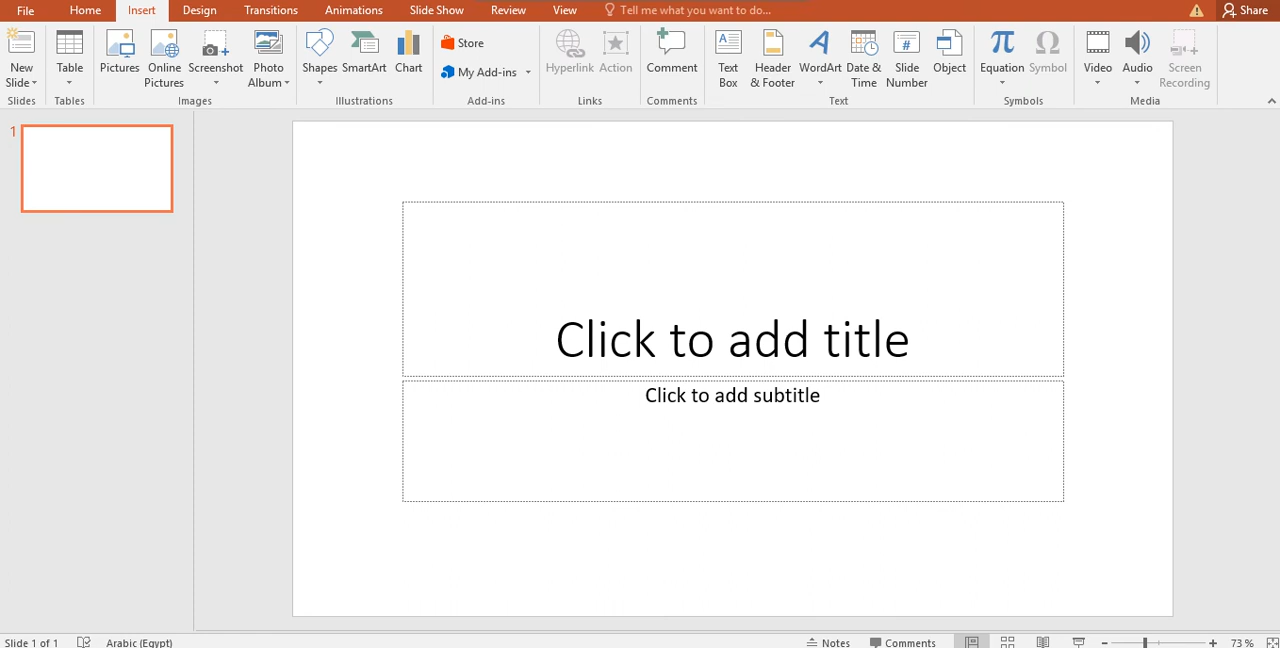 File Insert Home Design Transitions Animations Slide Show Review View Tell me what you want to do... Share
New Slide
Table
Pictures
Online Pictures
Screenshot
Photo Album
Shapes
SmartArt
Chart
Store
My Add-ins
Hyperlink
Action
Comment
Text Box
Header & Footer
WordArt
Date & Time
Slide Number
Object
Equation
Symbol
Video
Audio
Screen Recording
Slides Tables Images Illustrations Add-ins Links Comments Text Symbols Media
1
Click to add title
Click to add subtitle
Slide 1 of 1 Arabic (Egypt) Notes Comments 73 %